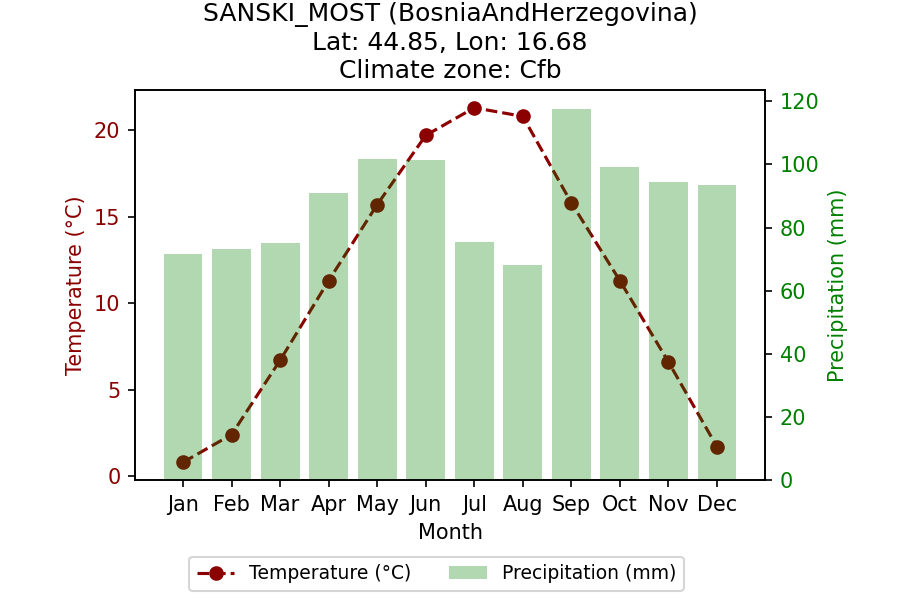 SANSKI_MOST (BosniaAndHerzegovina)
Lat: 44.85, Lon: 16.68
Climate zone: Cfb
20
15
10
5
0
Temperature (°C)
120
100
80
60
40
20
0
Precipitation (mm)
Jan Feb Mar Apr May Jun Jul Aug Sep Oct Nov Dec
Month
Temperature (°C) Precipitation (mm)